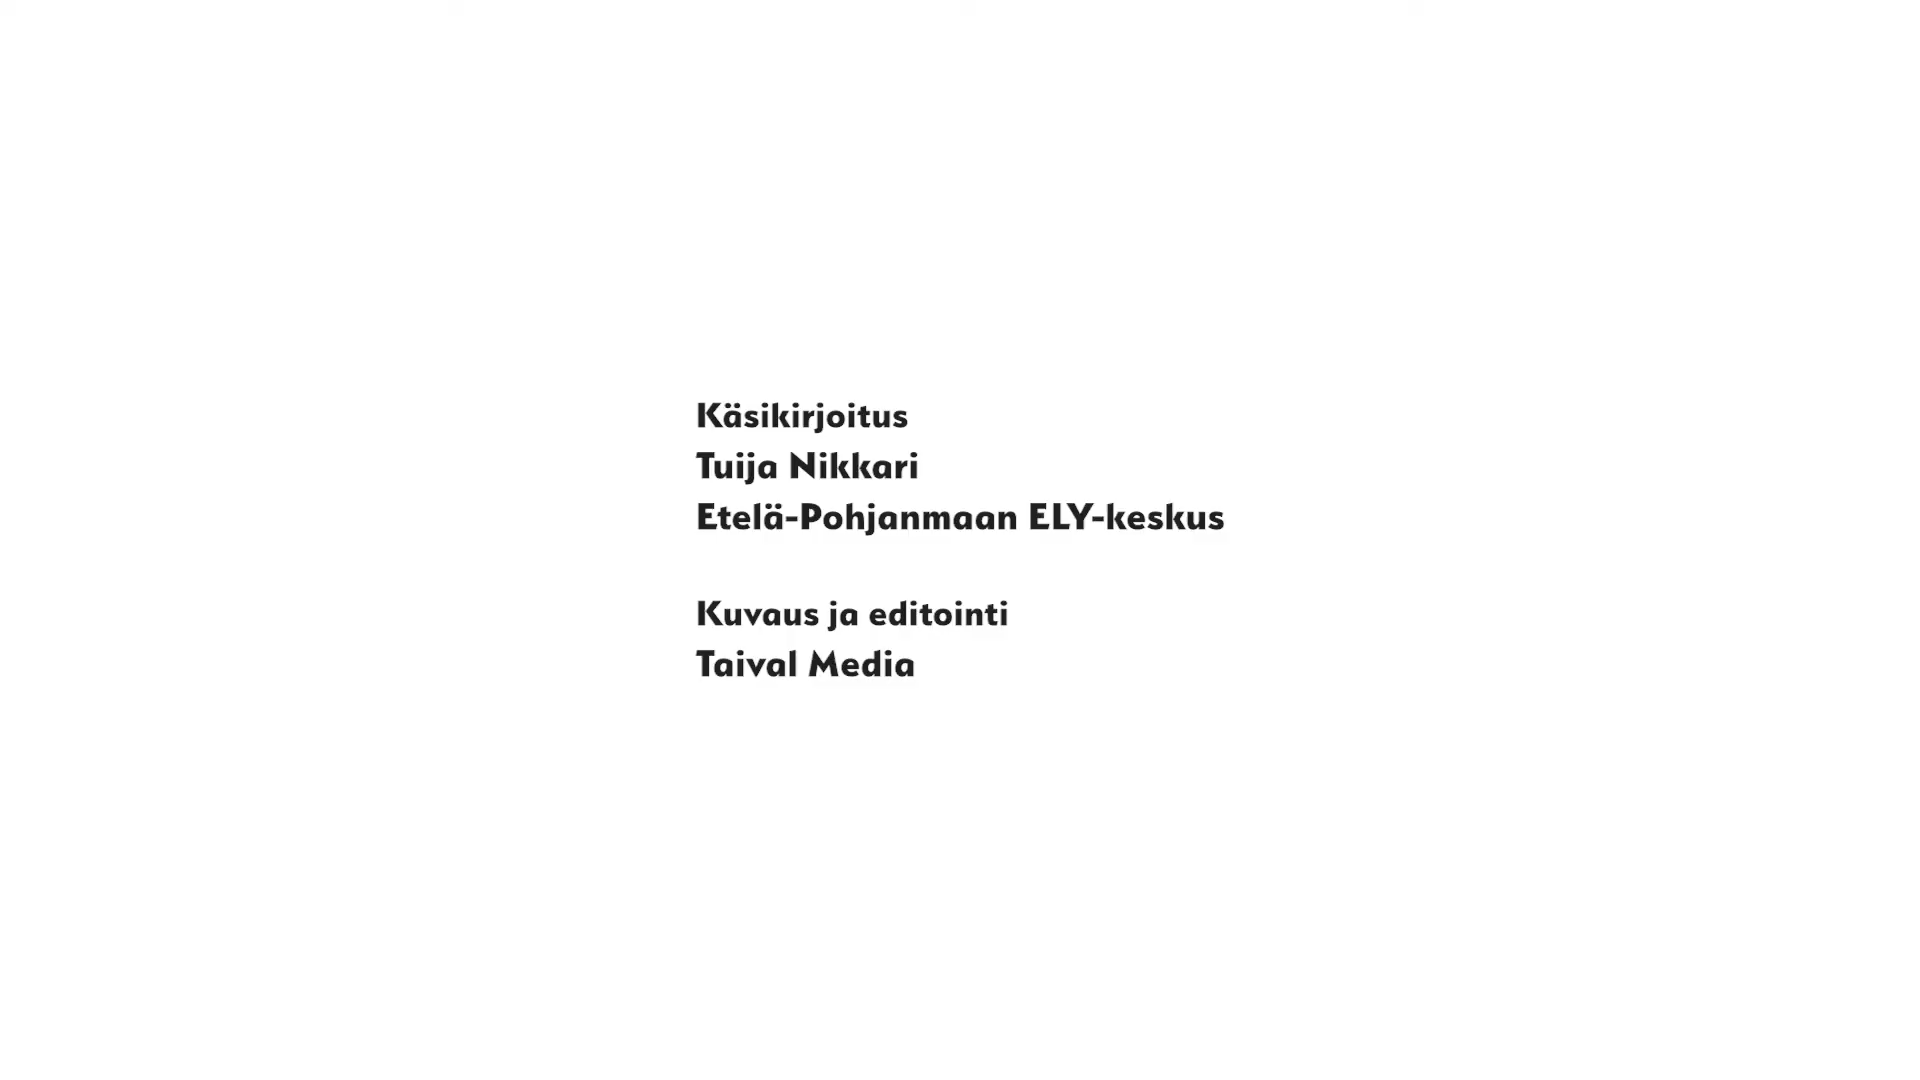 Käsikirjoitus
Tuija Nikkari
Etelä-Pohjanmaan ELY-keskus
Kuvaus ja editointi
Taival Media